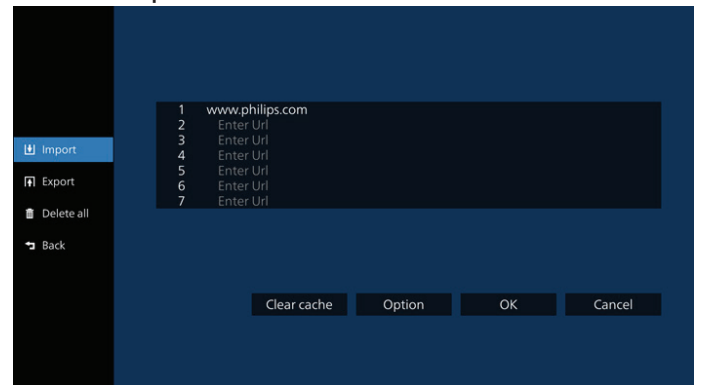 Import
Export
Delete all
Back
1 www.philips.com
2 Enter Url
3 Enter Url
4 Enter Url
5 Enter Url
6 Enter Url
7 Enter Url
Clear cache Option OK Cancel